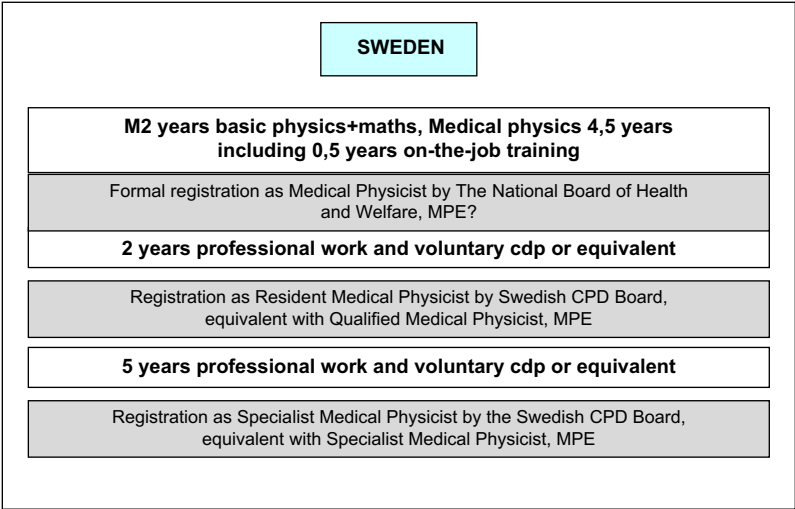 SWEDEN
M2 years basic physics+maths, Medical physics 4,5 years
including 0,5 years on-the-job training
Formal registration as Medical Physicist by The National Board of Health
and Welfare, MPE?
2 years professional work and voluntary cdp or equivalent
Registration as Resident Medical Physicist by Swedish CPD Board,
equivalent with Qualified Medical Physicist, MPE
5 years professional work and voluntary cdp or equivalent
Registration as Specialist Medical Physicist by the Swedish CPD Board,
equivalent with Specialist Medical Physicist, MPE